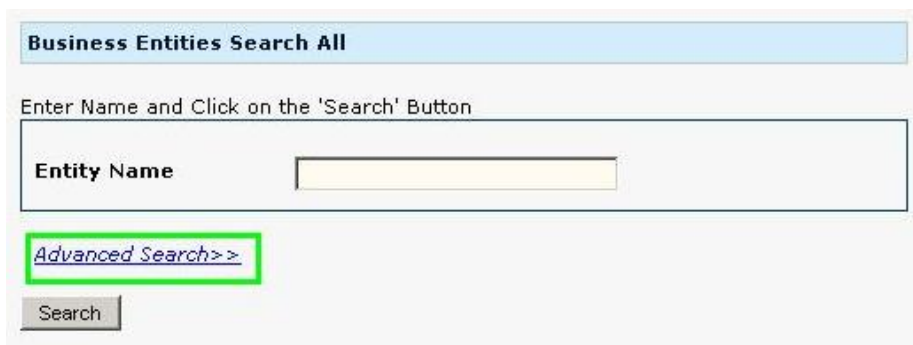 Business Entities Search All
Enter Name and Click on the 'Search' Button
Entity Name
Advanced Search>>
Search